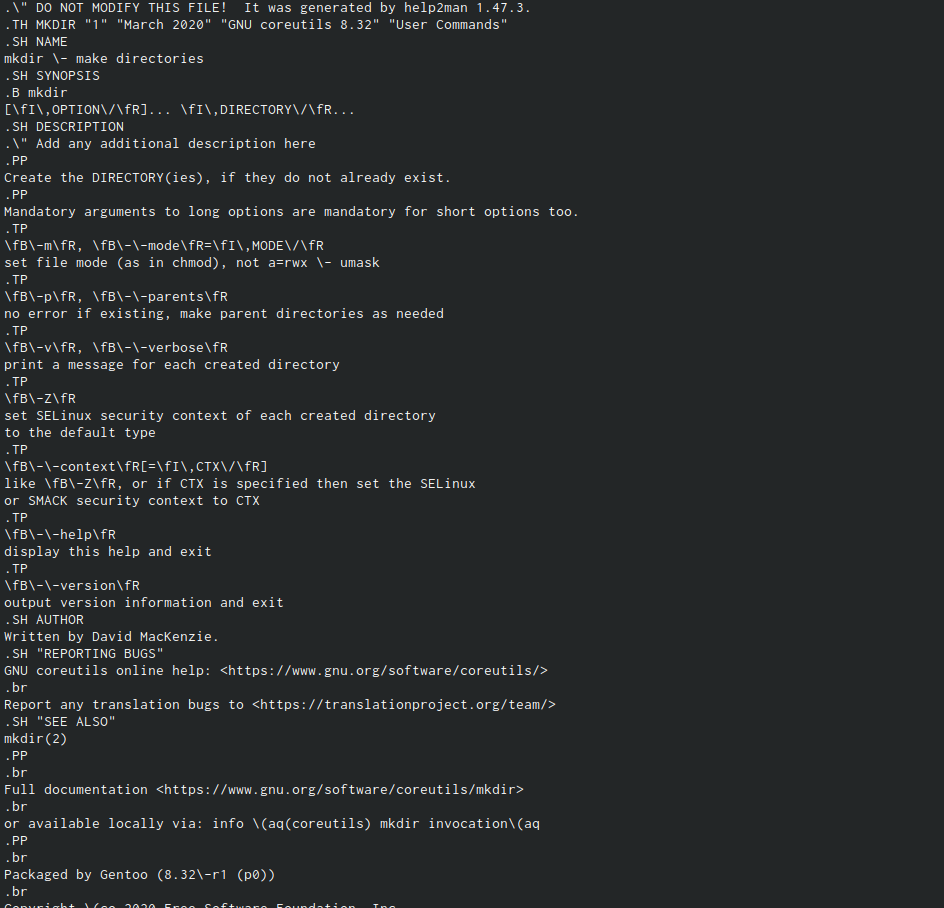 .\" DO NOT MODIFY THIS FILE!  It was generated by help2man 1.47.3.
.TH MKDIR "1" "March 2020" "GNU coreutils 8.32" "User Commands"
.SH NAME
mkdir \- make directories
.SH SYNOPSIS
.B mkdir
[\fI\,OPTION\/\fR]... \fI\,DIRECTORY\/\fR...
.SH DESCRIPTION
.\" Add any additional description here
.PP
Create the DIRECTORY(ies), if they do not already exist.
.PP
Mandatory arguments to long options are mandatory for short options too.
.TP
\fB\-m\fR, \fB\-\-mode\fR=\fI\,MODE\/\fR
set file mode (as in chmod), not a=rwx \- umask
.TP
\fB\-p\fR, \fB\-\-parents\fR
no error if existing, make parent directories as needed
.TP
\fB\-v\fR, \fB\-\-verbose\fR
print a message for each created directory
.TP
\fB\-Z\fR
set SELinux security context of each created directory
to the default type
.TP
\fB\-\-context\fR[=\fI\,CTX\/\fR]
like \fB\-Z\fR, or if CTX is specified then set the SELinux
or SMACK security context to CTX
.TP
\fB\-\-help\fR
display this help and exit
.TP
\fB\-\-version\fR
output version information and exit
.SH AUTHOR
Written by David MacKenzie.
.SH "REPORTING BUGS"
GNU coreutils online help: <https://www.gnu.org/software/coreutils/>
.br
Report any translation bugs to <https://translationproject.org/team/>
.SH "SEE ALSO"
mkdir(2)
.PP
.br
Full documentation <https://www.gnu.org/software/coreutils/mkdir>
.br
or available locally via: info \(aq(coreutils) mkdir invocation\(aq
.PP
.br
Packaged by Gentoo (8.32\-r1 (p0))
.br
Copyright \(co 2020 Free Software Foundation, Inc.